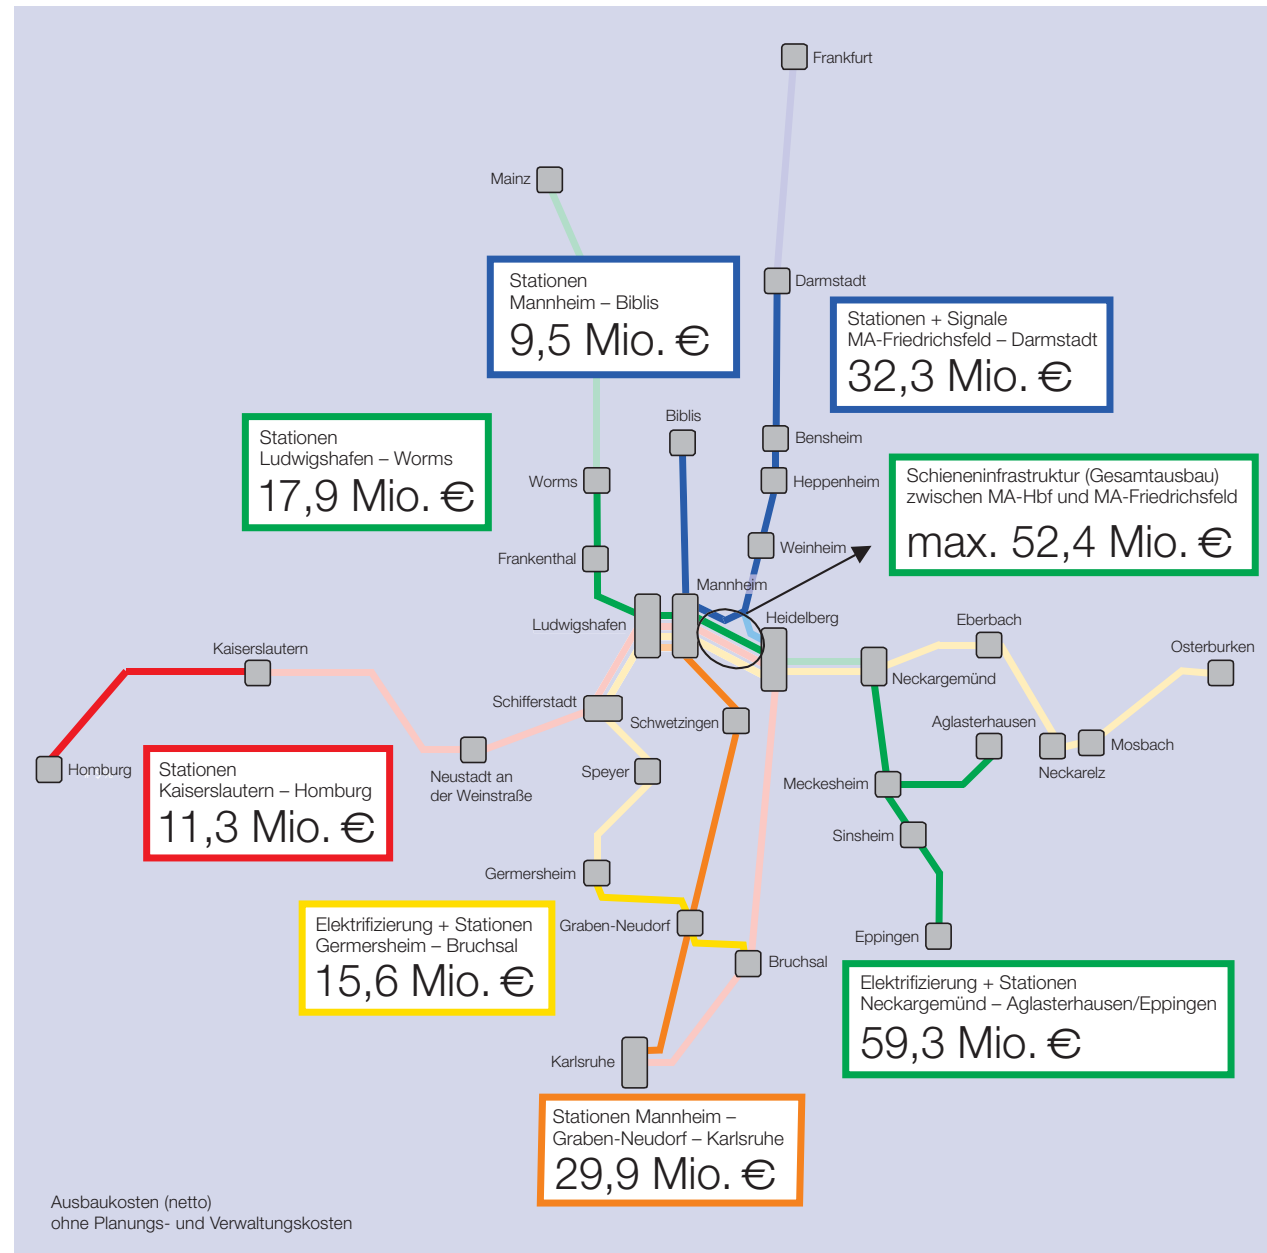 Frankfurt
Mainz
Stationen
Mannheim – Biblis
9,5 Mio. €
Darmstadt
Stationen + Signale
MA-Friedrichsfeld – Darmstadt
32,3 Mio. €
Biblis
Stationen
Ludwigshafen – Worms
17,9 Mio. €
Bensheim
Worms
Heppenheim
Schieneninfrastruktur (Gesamtausbau)
zwischen MA-Hbf und MA-Friedrichsfeld
max. 52,4 Mio. €
Frankenthal
Weinheim
Mannheim
Ludwigshafen
Heidelberg
Eberbach
Kaiserslautern
Osterburken
Neckargemünd
Schifferstadt
Schwetzingen
Aglasterhausen
Mosbach
Homburg
Stationen
Kaiserslautern – Homburg
11,3 Mio. €
Neustadt an
der Weinstraße
Speyer
Neckarelz
Meckesheim
Sinsheim
Germersheim
Elektrifizierung + Stationen
Germersheim – Bruchsal
15,6 Mio. €
Graben-Neudorf
Eppingen
Bruchsal
Elektrifizierung + Stationen
Neckargemünd – Aglasterhausen/Eppingen
59,3 Mio. €
Karlsruhe
Stationen Mannheim –
Graben-Neudorf – Karlsruhe
29,9 Mio. €
Ausbaukosten (netto)
ohne Planungs- und Verwaltungskosten